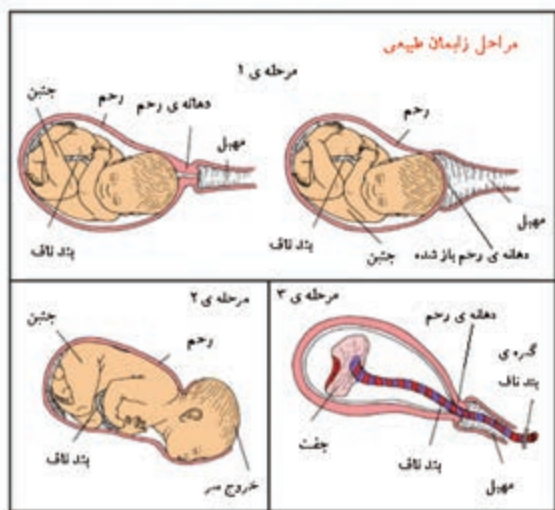 مراحل زایمان طبیعی
مرحله ی ۱
رحم
مهبل
دهانه ی رحم باز شده
جنین
جنین
رحم
دهانه ی رحم
مهبل
بند ناف
مرحله ی ۳
دهانه ی رحم
گره ی
بند ناف
جفت
بند ناف
مهبل
مرحله ی ۲
جنین
رحم
بند ناف
خروج سر